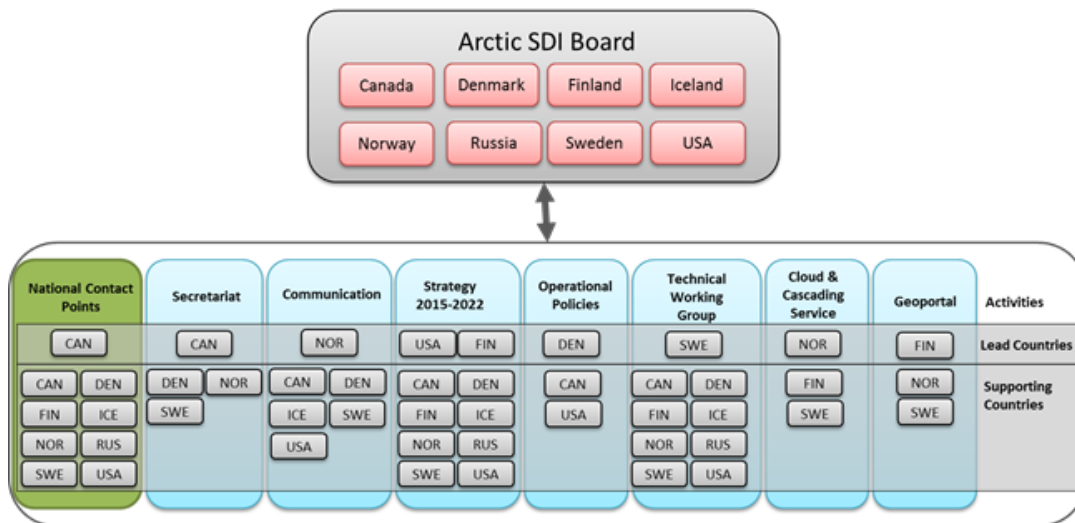 Arctic SDI Board
Canada Denmark Finland Iceland
Norway Russia Sweden USA
National Contact
Points
Secretariat
Communication
Strategy
2015-2022
Operational
Policies
Technical
Working
Group
Cloud &
Cascading
Service
Geoportal
Activities
CAN CAN NOR USA FIN DEN SWE NOR FIN Lead Countries
CAN DEN DEN NOR CAN DEN CAN DEN CAN CAN DEN FIN NOR Supporting
Countries
FIN ICE SWE ICE SWE FIN ICE USA FIN ICE SWE SWE
NOR RUS USA NOR RUS NOR RUS
SWE USA SWE USA SWE USA